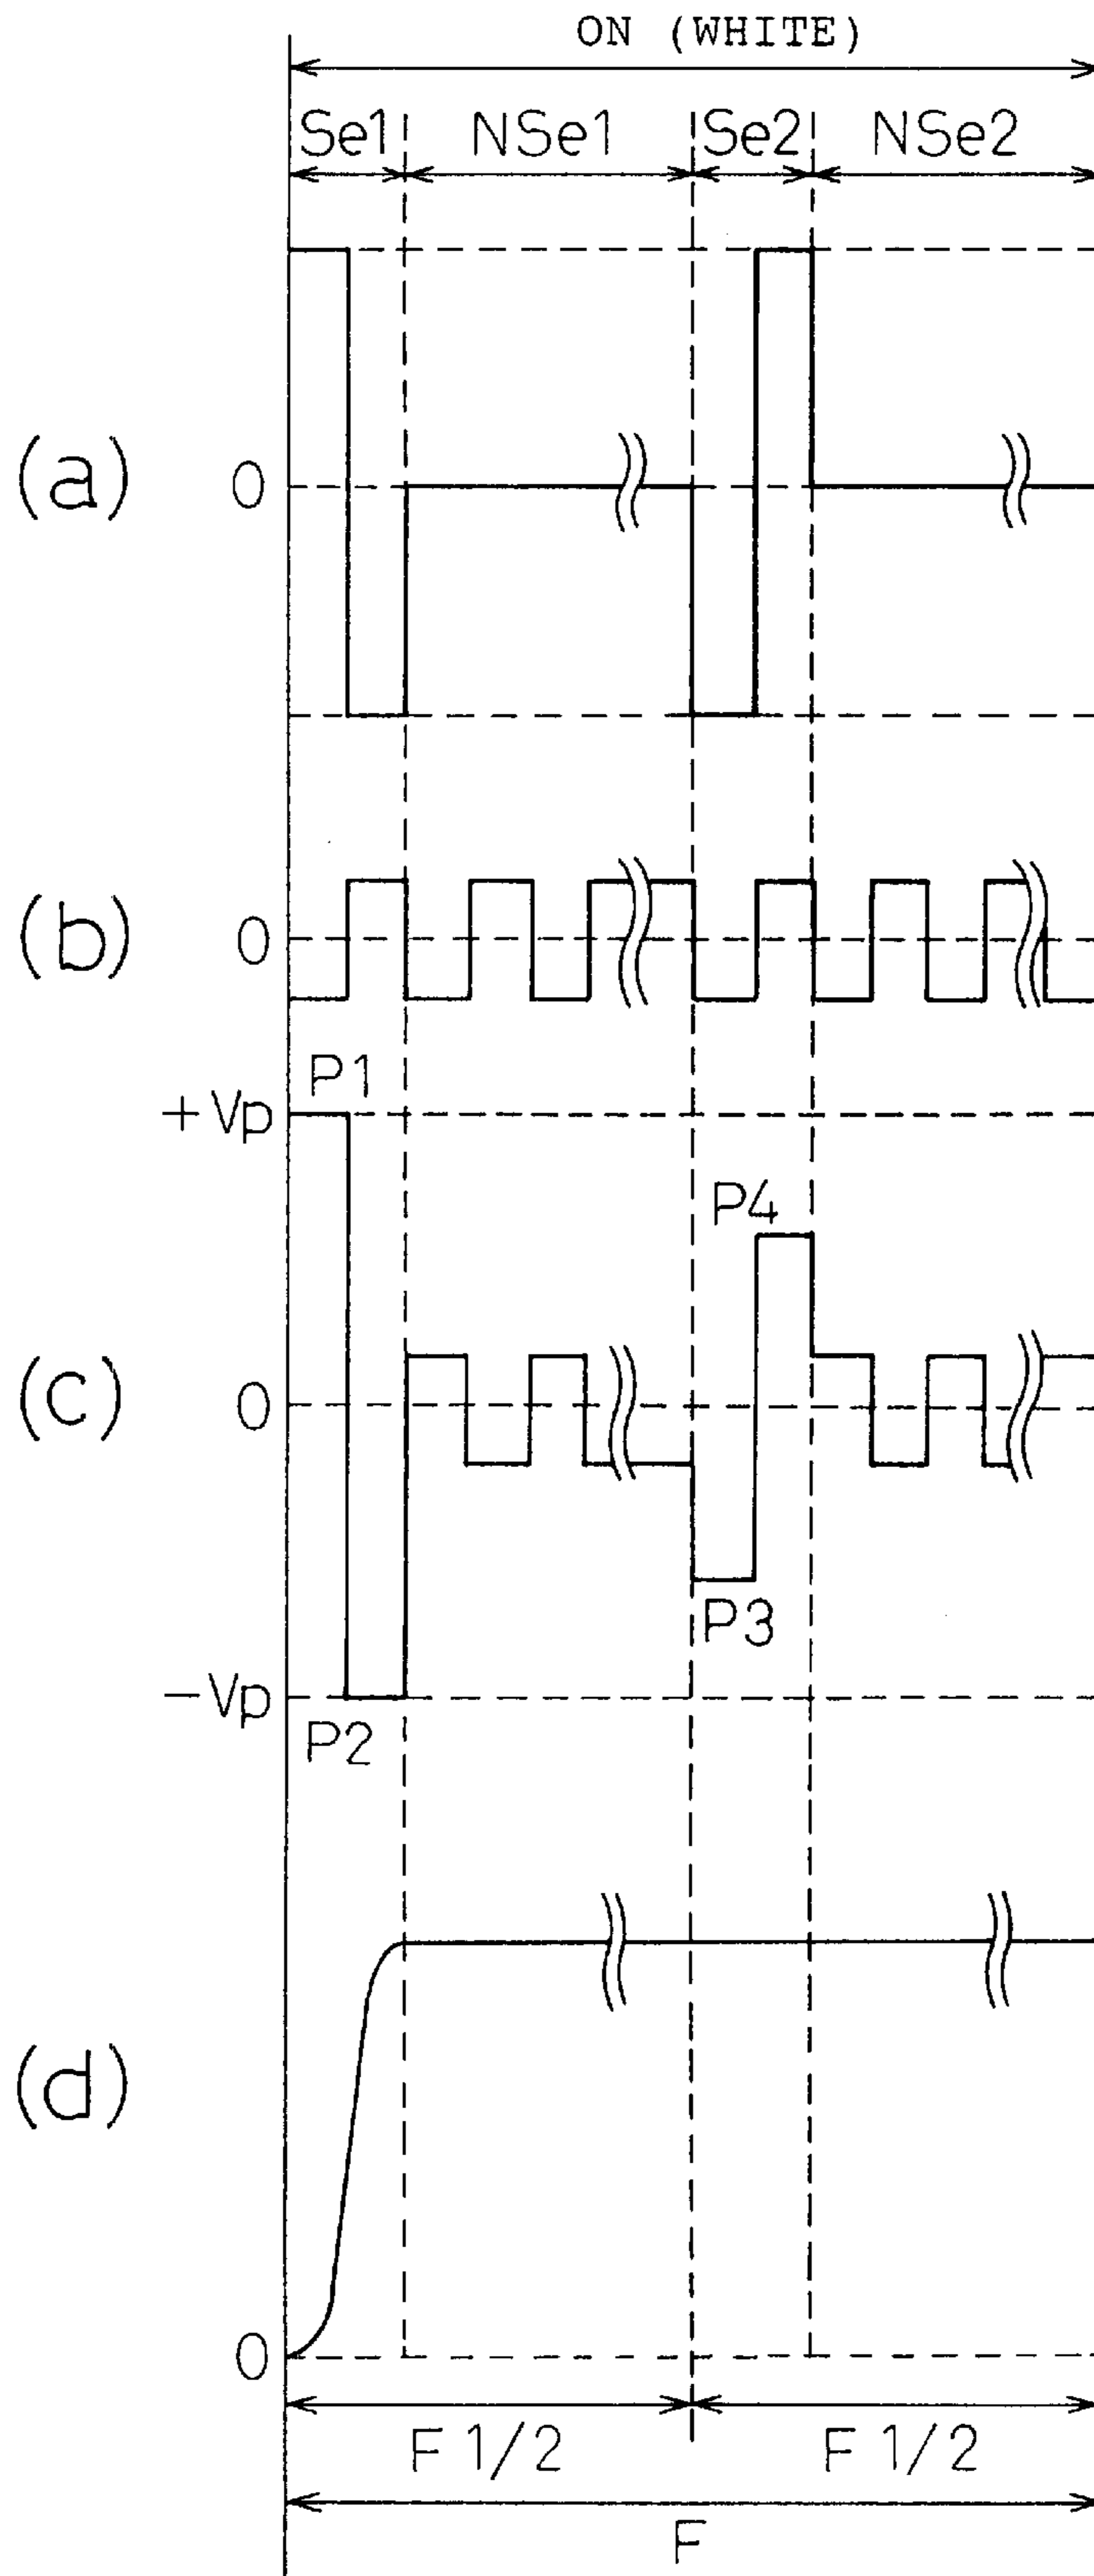 ON (WHITE)
Se1 NSe1 Se2 NSe2
(a) 0
(b) 0
P1
+Vp
P4
(c) 0
P3
-Vp
P2
(d)
0
F 1/2 F 1/2
F